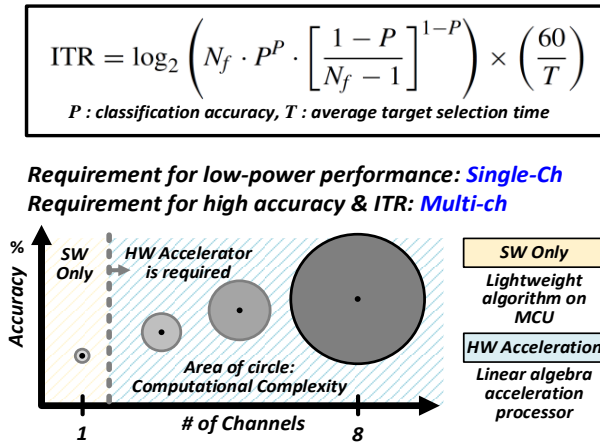 ITR = log₂ ( N_f · P^P · [ (1 − P) / (N_f − 1) ]^{1−P} ) × ( 60 / T )
P : classification accuracy, T : average target selection time
Requirement for low-power performance: Single-Ch
Requirement for high accuracy & ITR: Multi-ch
%
Accuracy
SW
Only
HW Accelerator
is required
Area of circle:
Computational Complexity
1
# of Channels
8
SW Only
Lightweight
algorithm on
MCU
HW Acceleration
Linear algebra
acceleration
processor